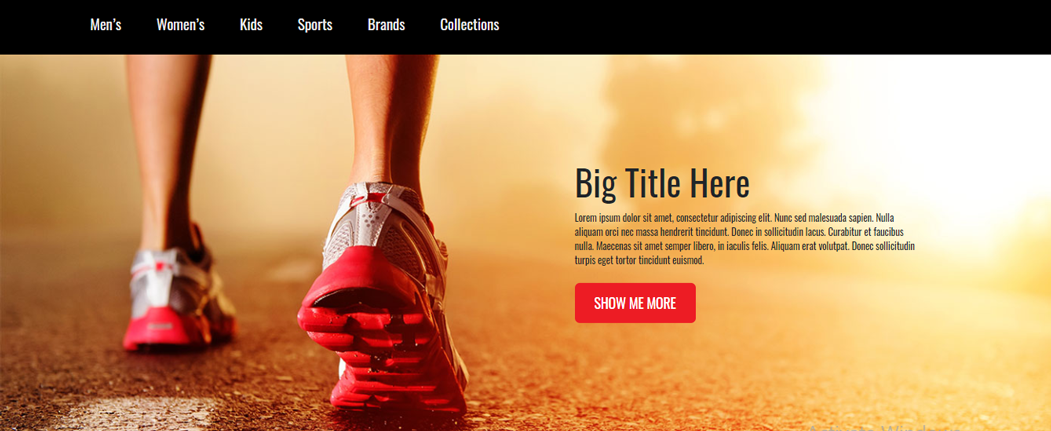 Men's Women's Kids Sports Brands Collections
Big Title Here
Lorem ipsum dolor sit amet, consectetur adipiscing elit. Nunc sed malesuada sapien. Nulla
aliquam orci nec massa hendrerit tincidunt. Donec in sollicitudin lacus. Curabitur et faucibus
nulla. Maecenas sit amet semper libero, in iaculis felis. Aliquam erat volutpat. Donec sollicitudin
turpis eget tortor tincidunt euismod.
SHOW ME MORE